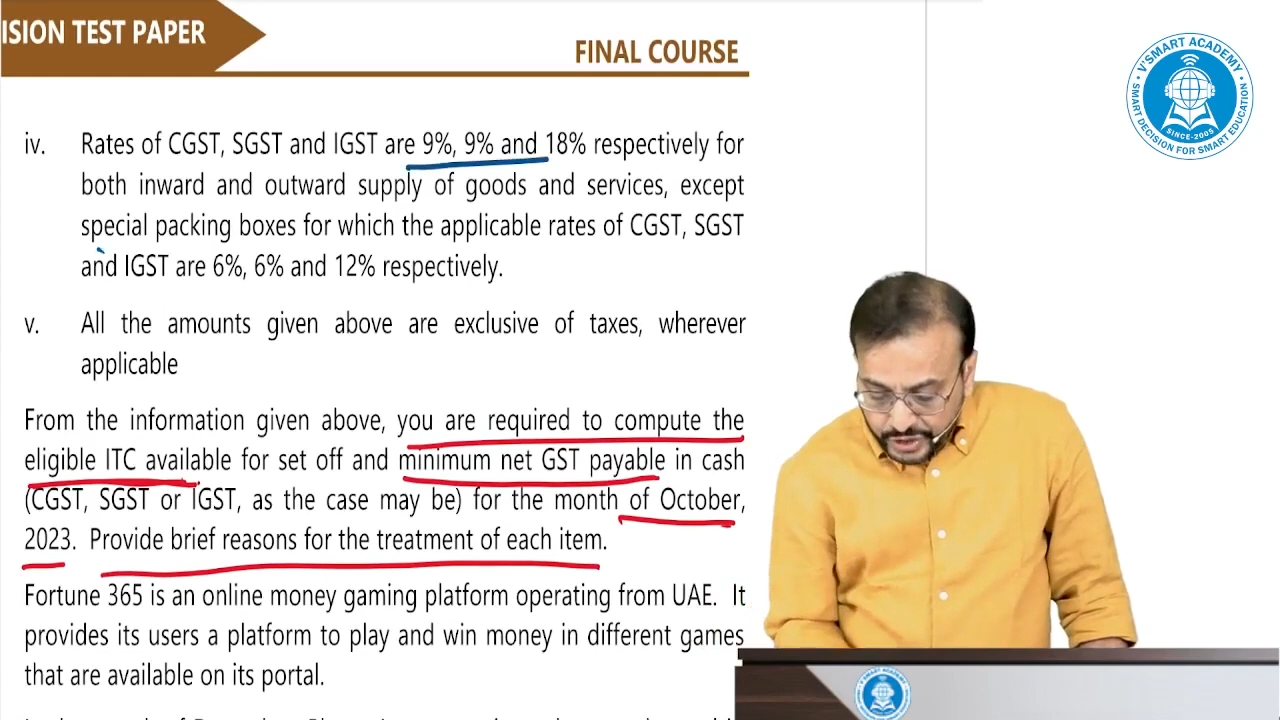 ISION TEST PAPER
FINAL COURSE
V'SMART ACADEMY
SMART DECISION FOR SMART EDUCATION
SINCE-2005
iv. Rates of CGST, SGST and IGST are 9%, 9% and 18% respectively for
both inward and outward supply of goods and services, except
special packing boxes for which the applicable rates of CGST, SGST
and IGST are 6%, 6% and 12% respectively.
v. All the amounts given above are exclusive of taxes, wherever
applicable
From the information given above, you are required to compute the
eligible ITC available for set off and minimum net GST payable in cash
(CGST, SGST or IGST, as the case may be) for the month of October,
2023. Provide brief reasons for the treatment of each item.
Fortune 365 is an online money gaming platform operating from UAE. It
provides its users a platform to play and win money in different games
that are available on its portal.